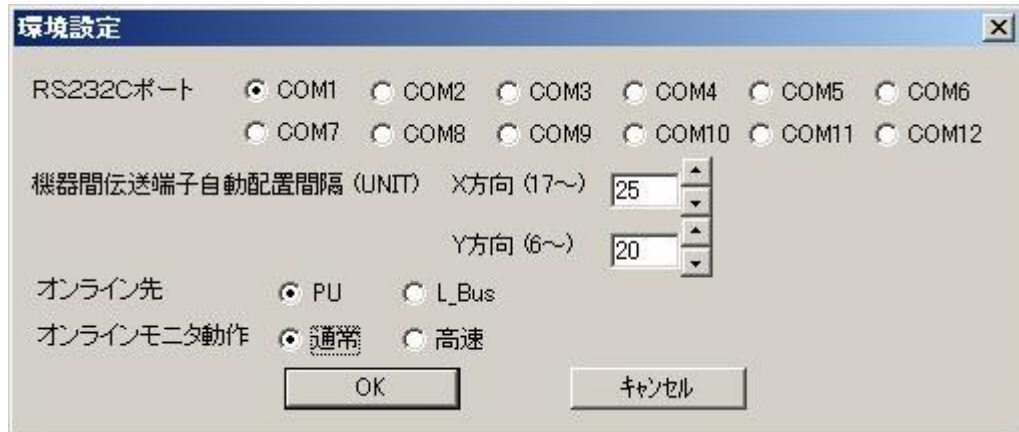 環境設定
RS232Cポート COM1 COM2 COM3 COM4 COM5 COM6
COM7 COM8 COM9 COM10 COM11 COM12
機器間伝送端子自動配置間隔 (UNIT) X方向 (17～) 25
Y方向 (6～) 20
オンライン先 PU L_Bus
オンラインモニタ動作 通常 高速
OK ｷｬﾝｾﾙ